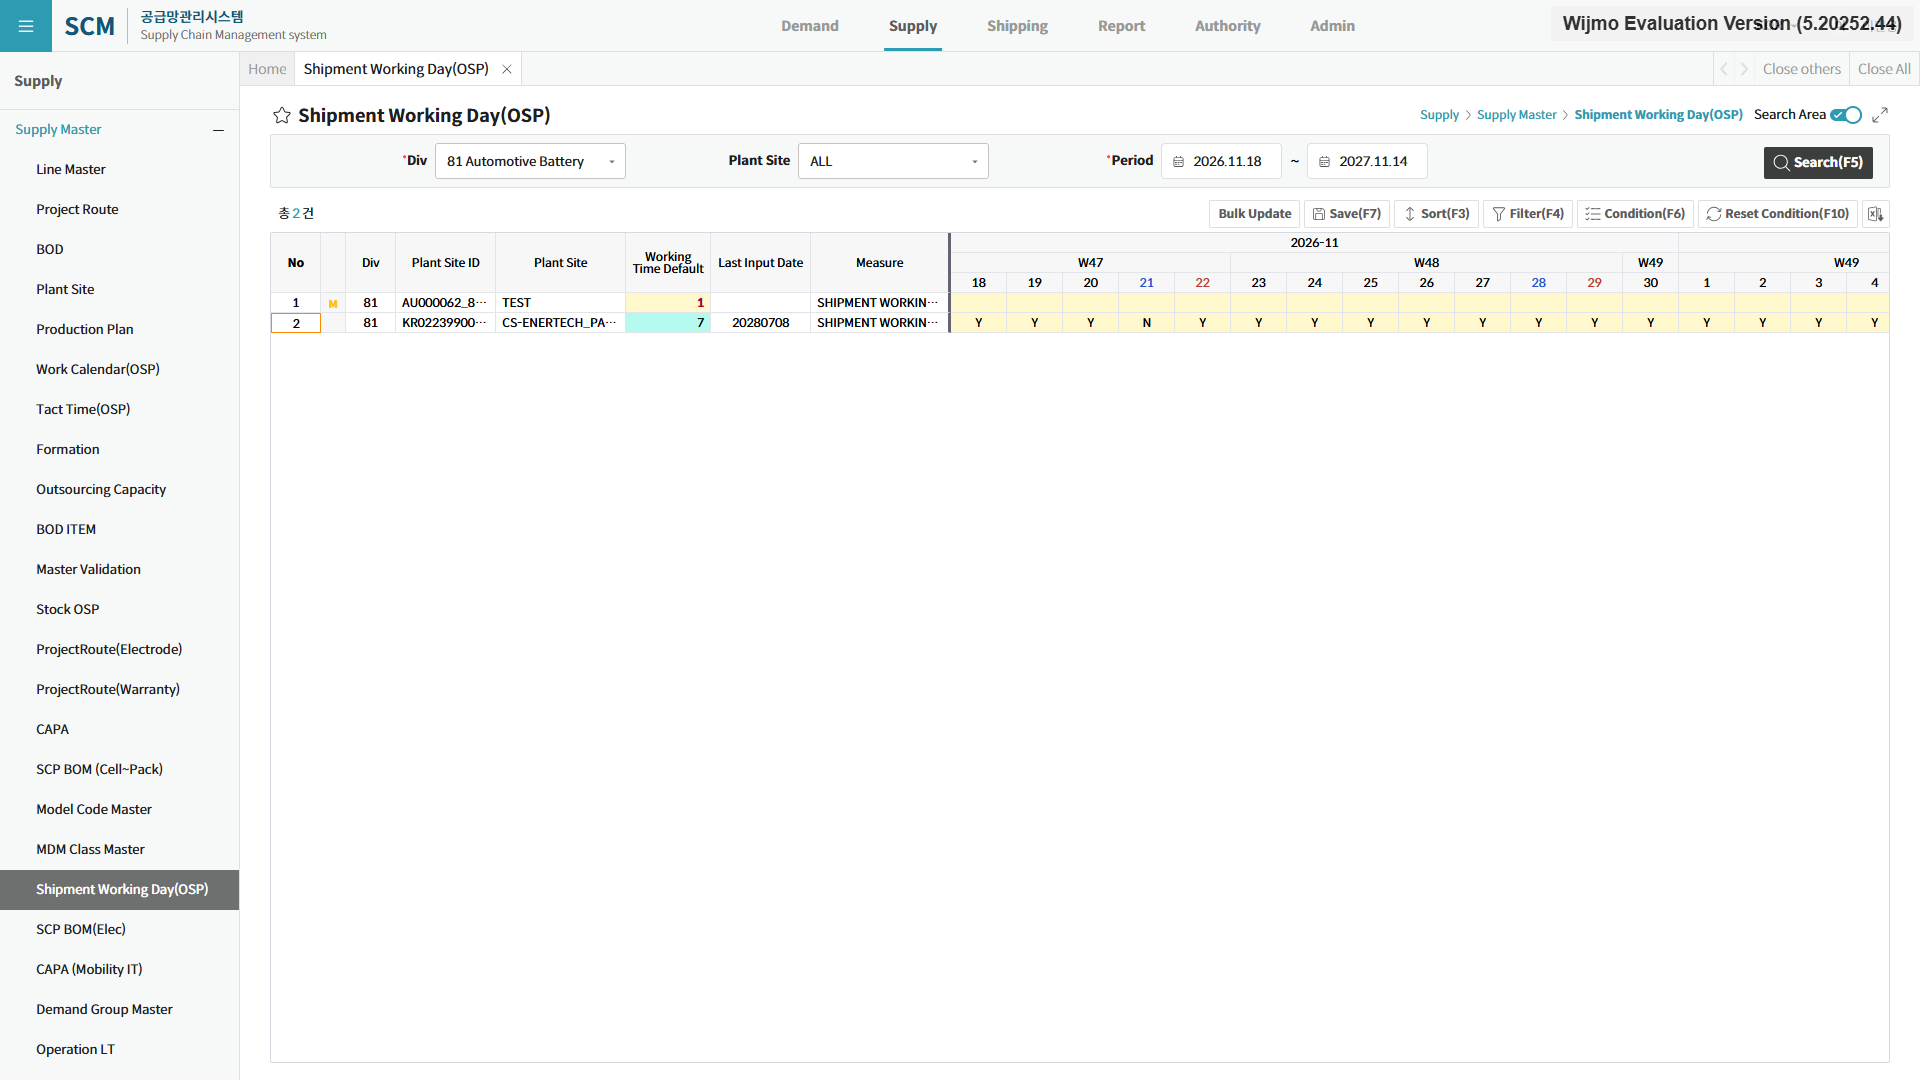 SCM
공급망관리시스템
Supply Chain Management system
Demand
Supply
Shipping
Report
Authority
Admin
Wijmo Evaluation Version (5.20252.44)
Supply
Home
Shipment Working Day(OSP)
Close others
Close All
Supply Master
Line Master
Project Route
BOD
Plant Site
Production Plan
Work Calendar(OSP)
Tact Time(OSP)
Formation
Outsourcing Capacity
BOD ITEM
Master Validation
Stock OSP
ProjectRoute(Electrode)
ProjectRoute(Warranty)
CAPA
SCP BOM (Cell~Pack)
Model Code Master
MDM Class Master
Shipment Working Day(OSP)
SCP BOM(Elec)
CAPA (Mobility IT)
Demand Group Master
Operation LT
Shipment Working Day(OSP)
Supply > Supply Master > Shipment Working Day(OSP)
Search Area
*Div 81 Automotive Battery
Plant Site ALL
*Period 2026.11.18 ~ 2027.11.14
Search(F5)
총 2 건
Bulk Update
Save(F7)
Sort(F3)
Filter(F4)
Condition(F6)
Reset Condition(F10)
No Div Plant Site ID Plant Site Working Time Default Last Input Date Measure
2026-11
W47 W48 W49 W49
18 19 20 21 22 23 24 25 26 27 28 29 30 1 2 3 4
1 M 81 AU000062_8··· TEST 1 SHIPMENT WORKIN···
2 81 KR02239900··· CS-ENERTECH_PA··· 7 20280708 SHIPMENT WORKIN··· Y Y Y N Y Y Y Y Y Y Y Y Y Y Y Y Y